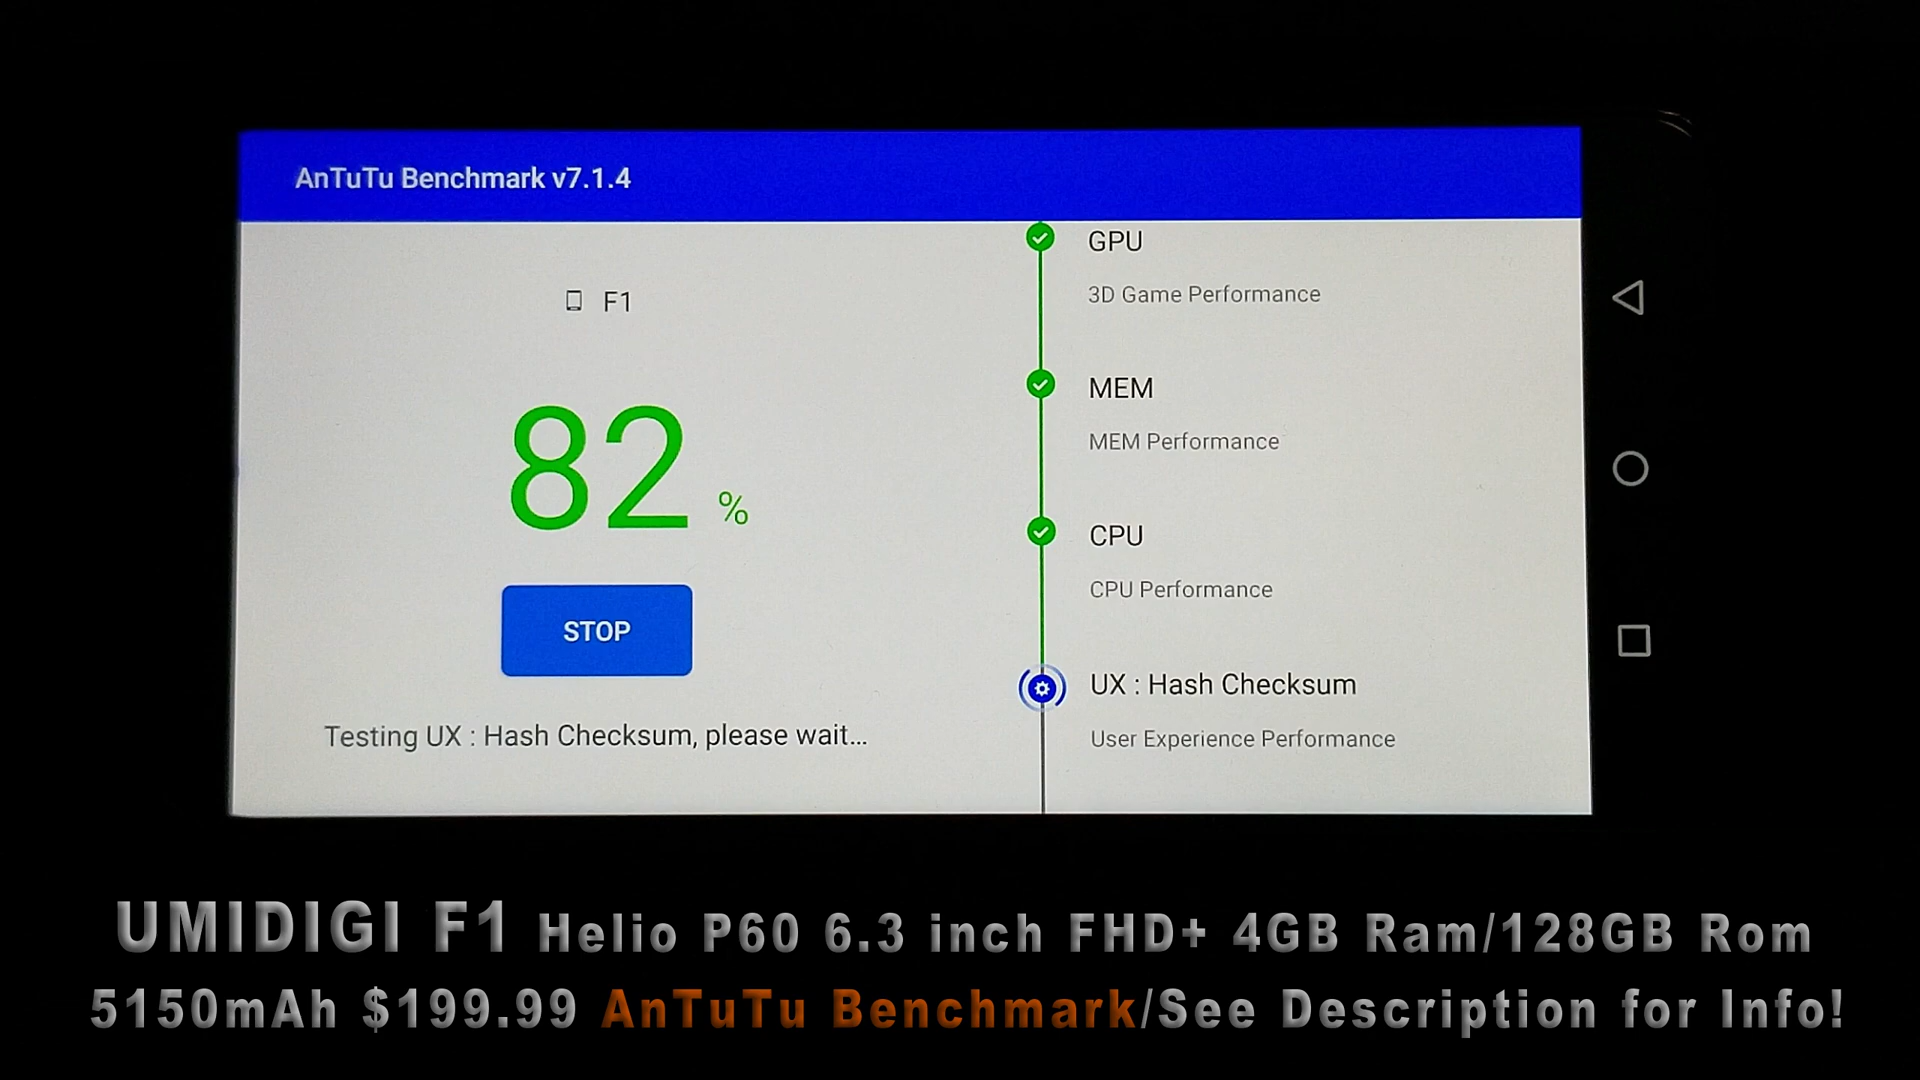 AnTuTu Benchmark v7.1.4
F1
82 %
STOP
Testing UX : Hash Checksum, please wait...
GPU
3D Game Performance
MEM
MEM Performance
CPU
CPU Performance
UX : Hash Checksum
User Experience Performance
UMIDIGI F1 Helio P60 6.3 inch FHD+ 4GB Ram/128GB Rom
5150mAh $199.99 AnTuTu Benchmark/See Description for Info!